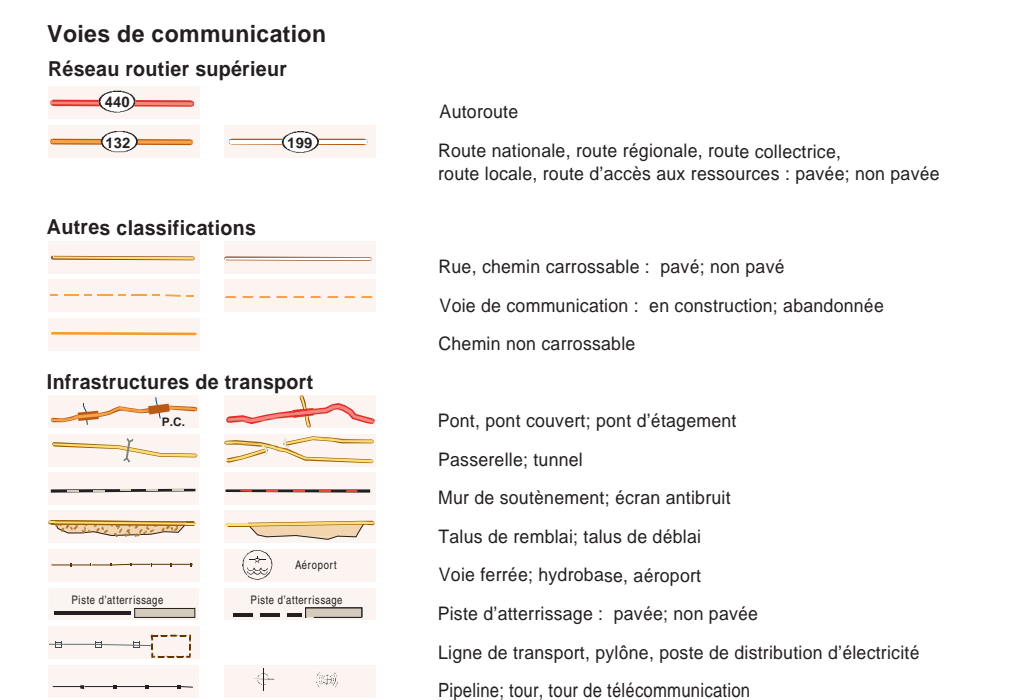 Voies de communication
Réseau routier supérieur
440
Autoroute
132
199
Route nationale, route régionale, route collectrice,
route locale, route d'accès aux ressources : pavée; non pavée
Autres classifications
Rue, chemin carrossable : pavé; non pavé
Voie de communication : en construction; abandonnée
Chemin non carrossable
Infrastructures de transport
P.C.
Pont, pont couvert; pont d'étagement
Passerelle; tunnel
Mur de soutènement; écran antibruit
Talus de remblai; talus de déblai
Aéroport
Voie ferrée; hydrobase, aéroport
Piste d'atterrissage
Piste d'atterrissage
Piste d'atterrissage : pavée; non pavée
Ligne de transport, pylône, poste de distribution d'électricité
Pipeline; tour, tour de télécommunication